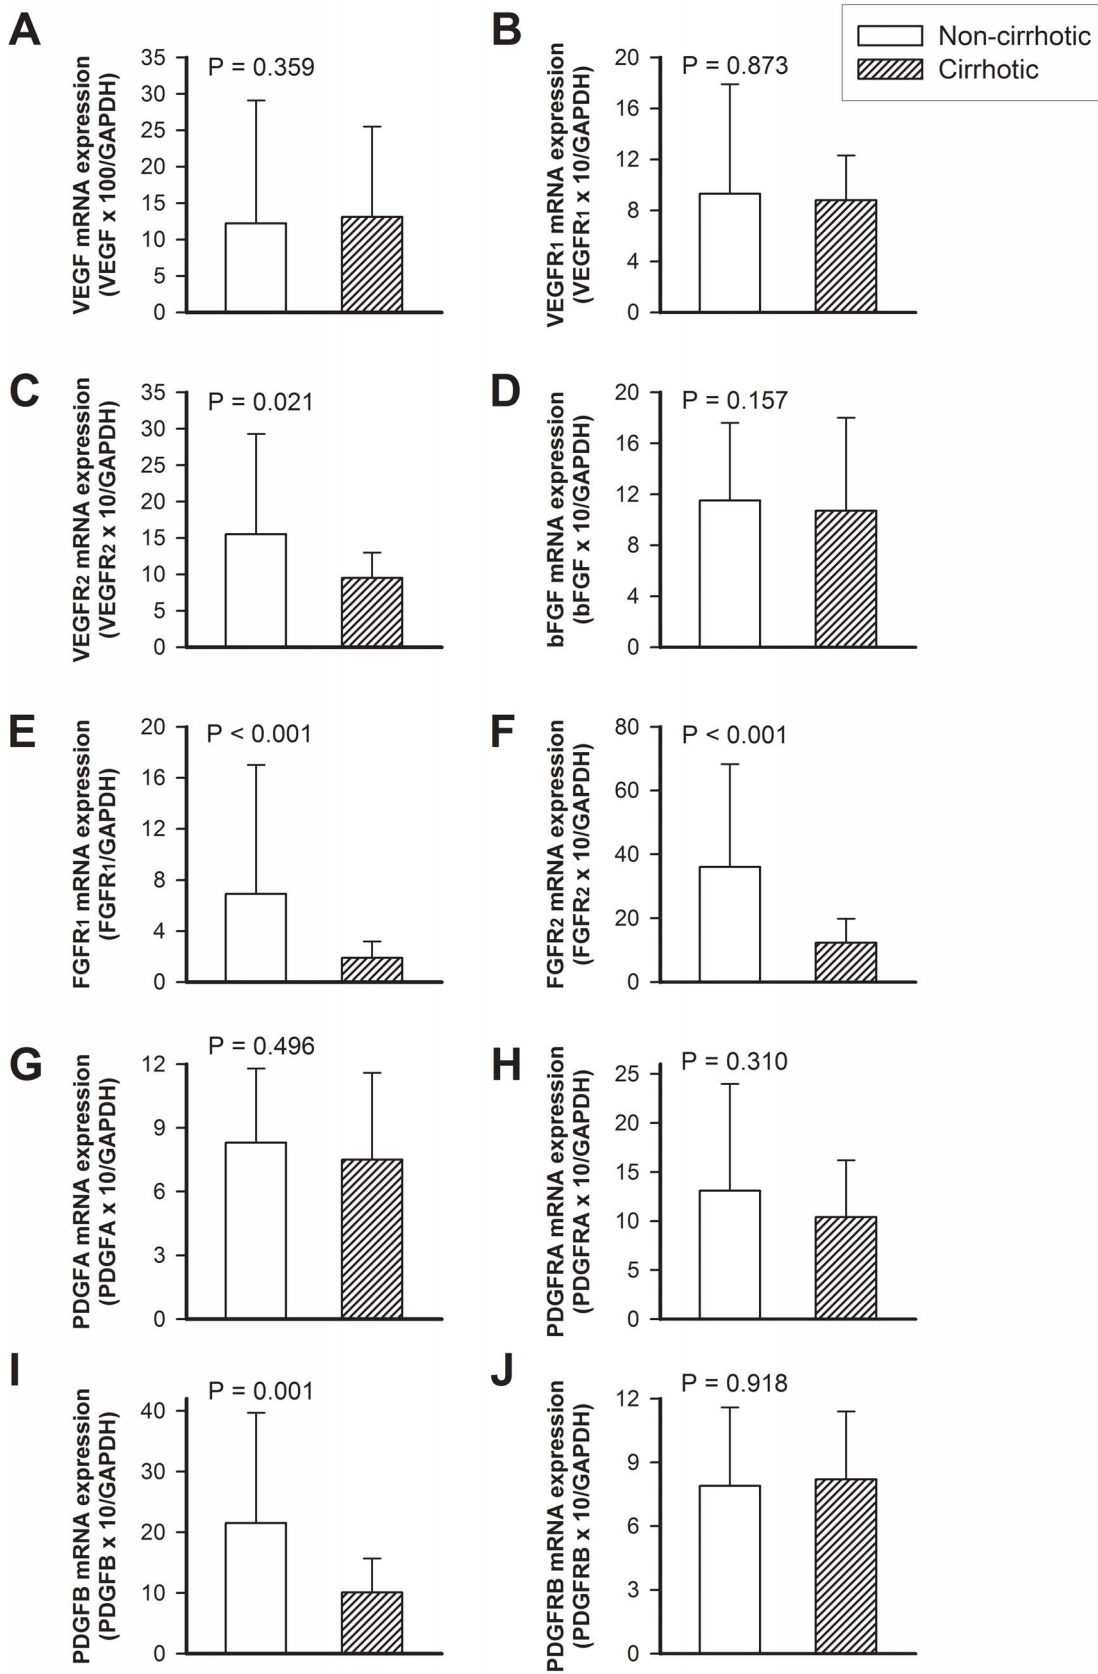 Non-cirrhotic
Cirrhotic
A
P = 0.359
VEGF mRNA expression
(VEGF x 100/GAPDH)
35
30
25
20
15
10
5
0
B
P = 0.873
VEGFR1 mRNA expression
(VEGFR1 x 10/GAPDH)
20
16
12
8
4
0
C
P = 0.021
VEGFR2 mRNA expression
(VEGFR2 x 10/GAPDH)
35
30
25
20
15
10
5
0
D
P = 0.157
bFGF mRNA expression
(bFGF x 10/GAPDH)
20
16
12
8
4
0
E
P < 0.001
FGFR1 mRNA expression
(FGFR1/GAPDH)
20
16
12
8
4
0
F
P < 0.001
FGFR2 mRNA expression
(FGFR2 x 10/GAPDH)
80
60
40
20
0
G
P = 0.496
PDGFA mRNA expression
(PDGFA x 10/GAPDH)
12
9
6
3
0
H
P = 0.310
PDGFRA mRNA expression
(PDGFRA x 10/GAPDH)
25
20
15
10
5
0
I
P = 0.001
PDGFB mRNA expression
(PDGFB x 10/GAPDH)
40
30
20
10
0
J
P = 0.918
PDGFRB mRNA expression
(PDGFRB x 10/GAPDH)
12
9
6
3
0